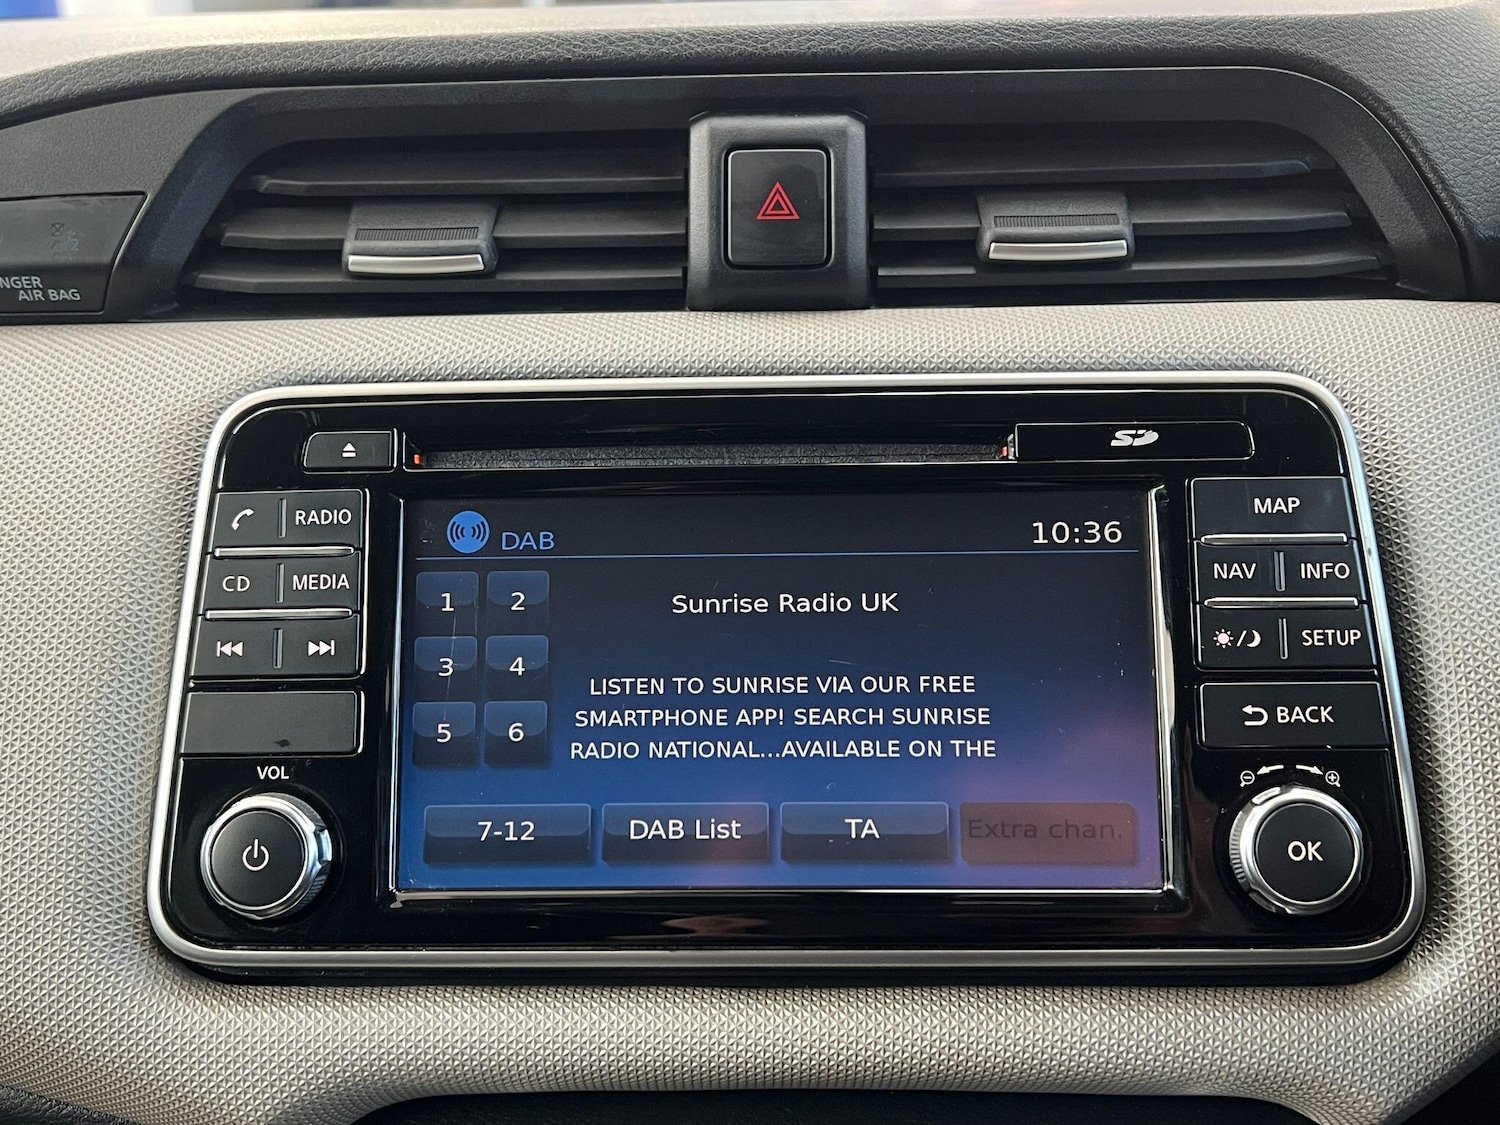 NGER
AIR BAG
SD
RADIO
MAP
DAB
10:36
CD
MEDIA
NAV
INFO
1
2
Sunrise Radio UK
SETUP
3
4
LISTEN TO SUNRISE VIA OUR FREE
SMARTPHONE APP! SEARCH SUNRISE
RADIO NATIONAL...AVAILABLE ON THE
5
6
BACK
VOL
7-12
DAB List
TA
Extra chan.
OK